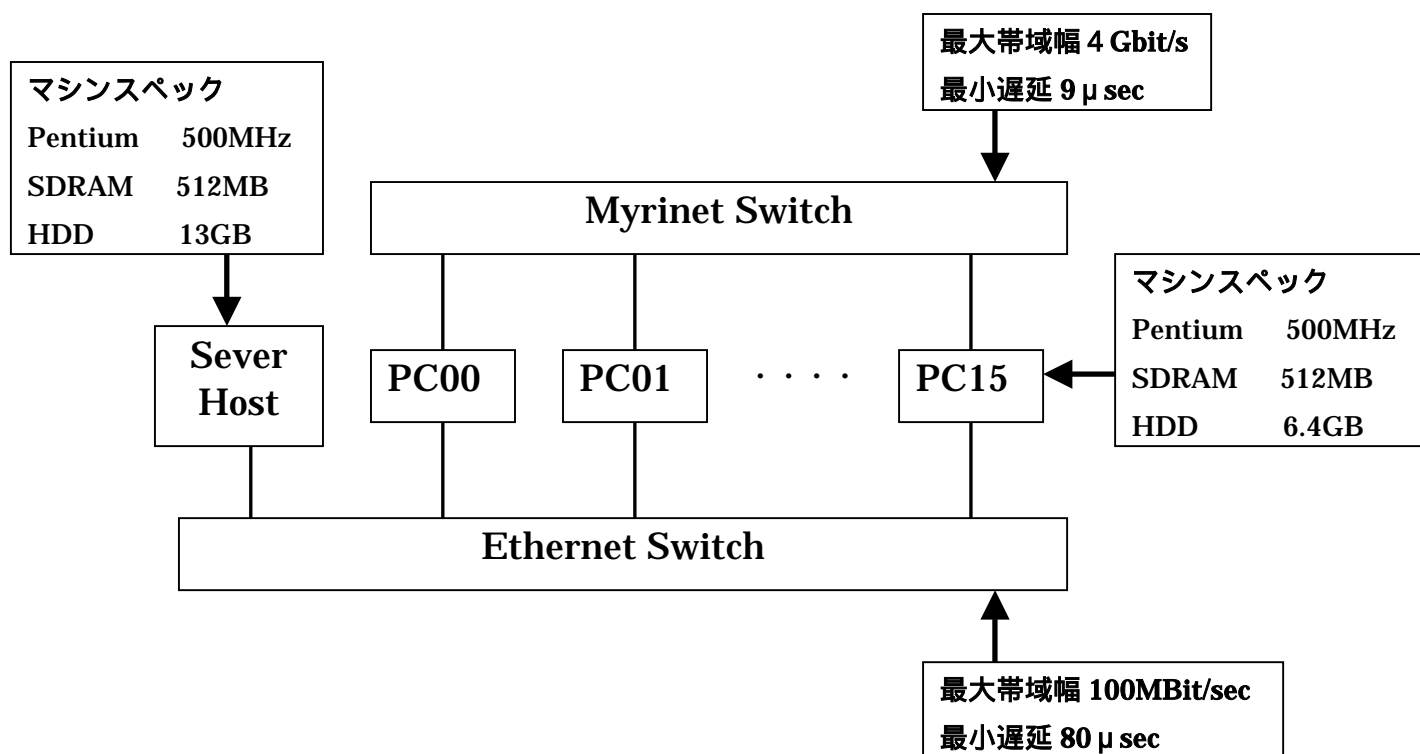 最大帯域幅 4 Gbit/s
最小遅延 9 μ sec
マシンスペック
Pentium 500MHz
SDRAM 512MB
HDD 13GB
Myrinet Switch
マシンスペック
Pentium 500MHz
SDRAM 512MB
HDD 6.4GB
Sever
Host
PC00 PC01 ・・・・ PC15
Ethernet Switch
最大帯域幅 100MBit/sec
最小遅延 80 μ sec